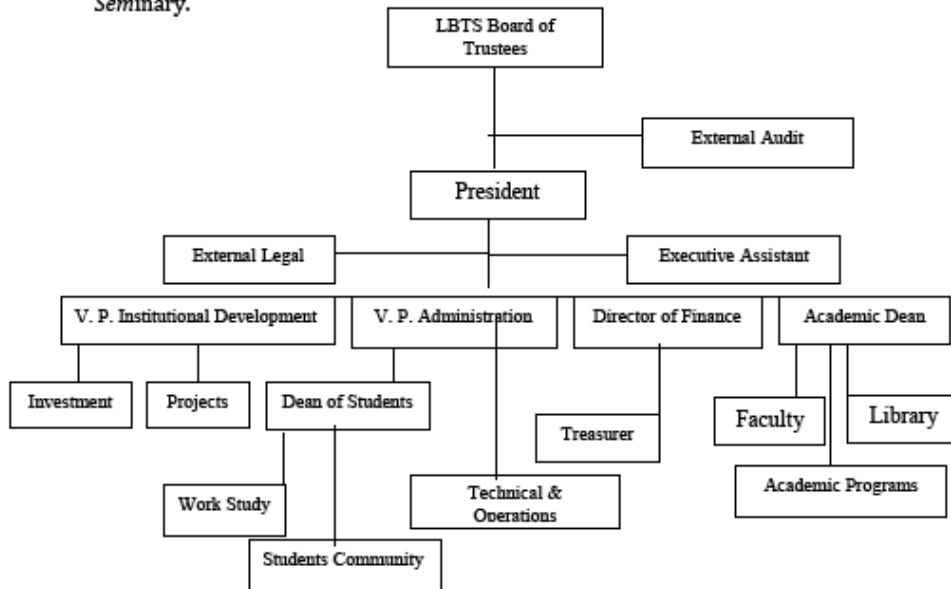 Seminary.
LBTS Board of
Trustees
External Audit
President
External Legal
Executive Assistant
V. P. Institutional Development
V. P. Administration
Director of Finance
Academic Dean
Investment
Projects
Dean of Students
Faculty
Library
Treasurer
Academic Programs
Work Study
Technical &
Operations
Students Community